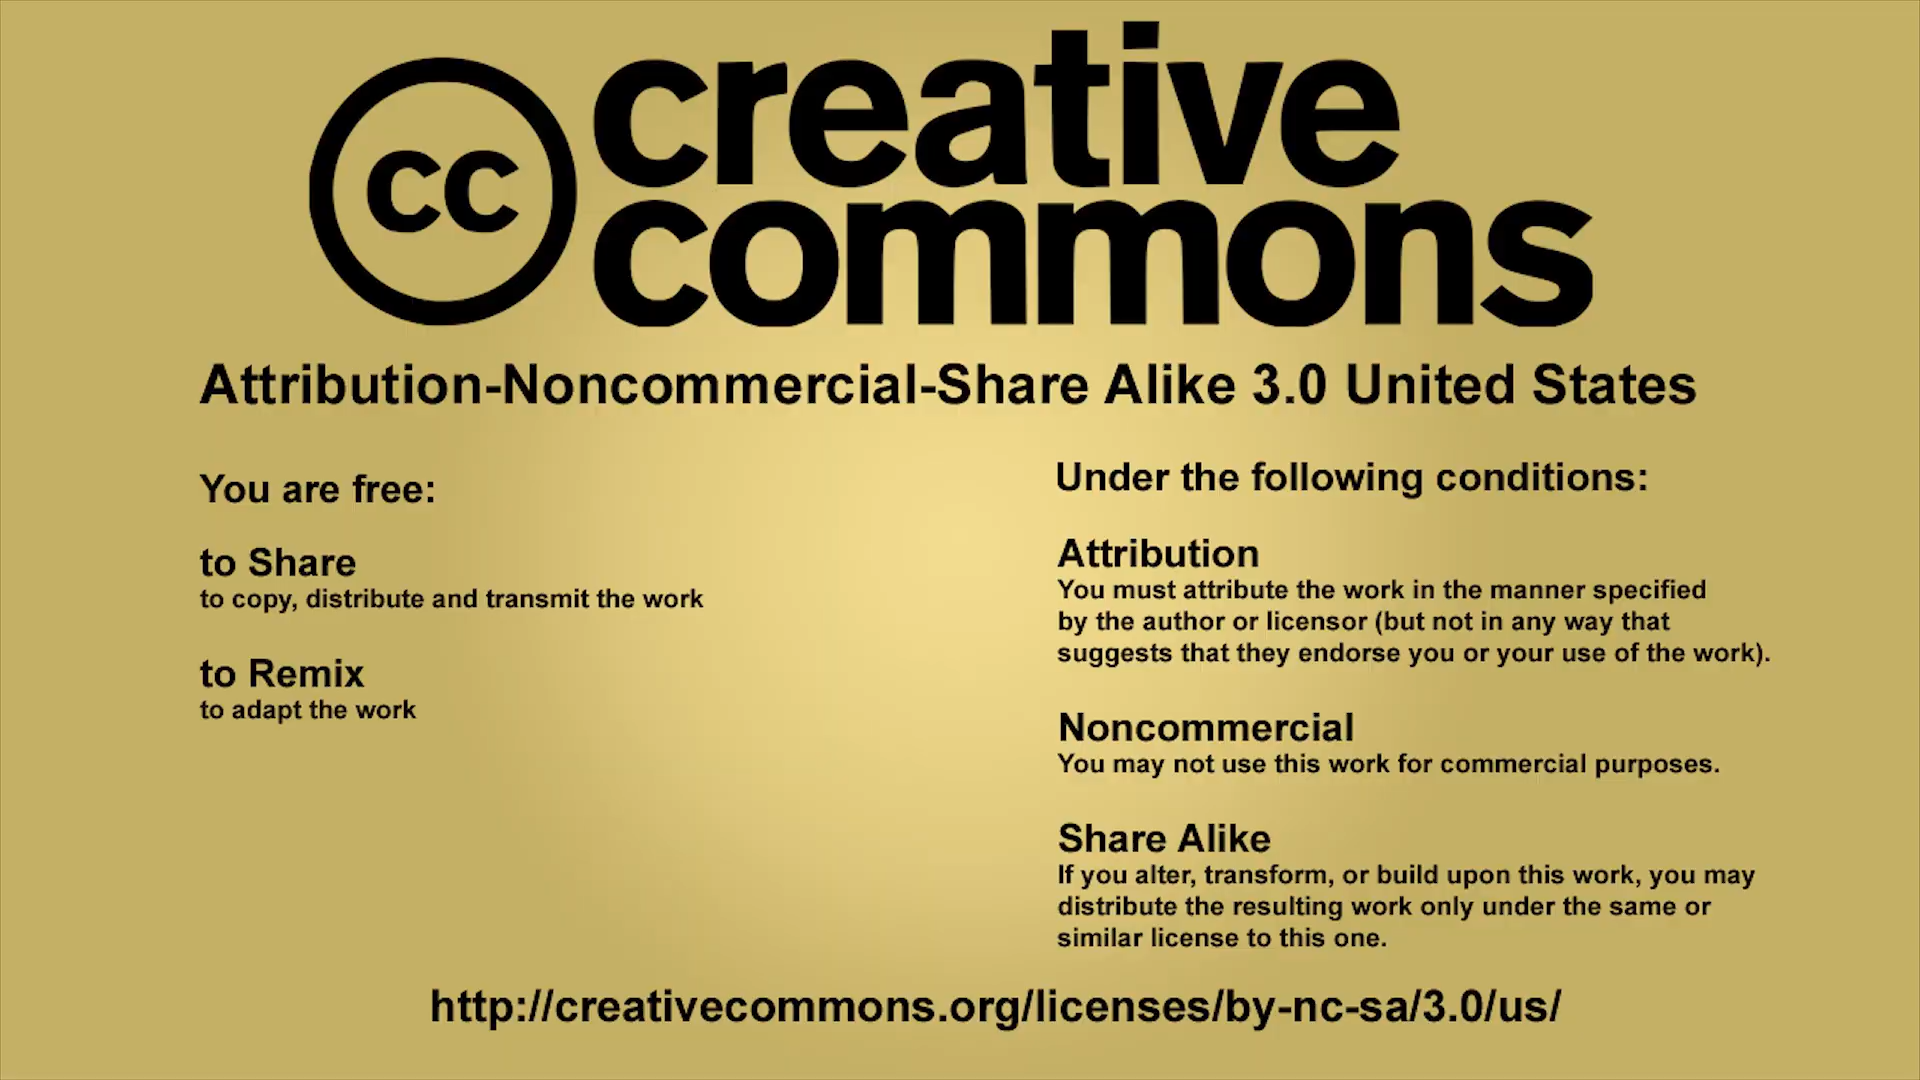 cc creative
commons
Attribution-Noncommercial-Share Alike 3.0 United States
You are free:
to Share
to copy, distribute and transmit the work
to Remix
to adapt the work
Under the following conditions:
Attribution
You must attribute the work in the manner specified
by the author or licensor (but not in any way that
suggests that they endorse you or your use of the work).
Noncommercial
You may not use this work for commercial purposes.
Share Alike
If you alter, transform, or build upon this work, you may
distribute the resulting work only under the same or
similar license to this one.
http://creativecommons.org/licenses/by-nc-sa/3.0/us/